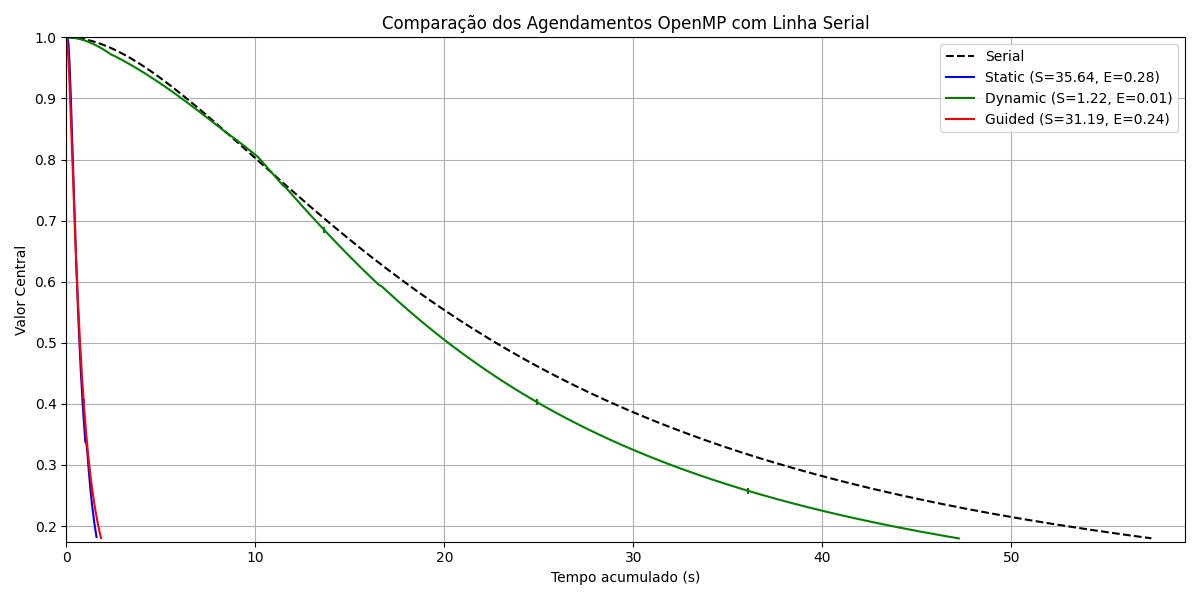 Comparação dos Agendamentos OpenMP com Linha Serial
Serial
Static (S=35.64, E=0.28)
Dynamic (S=1.22, E=0.01)
Guided (S=31.19, E=0.24)
Valor Central
1.0
0.9
0.8
0.7
0.6
0.5
0.4
0.3
0.2
0 10 20 30 40 50
Tempo acumulado (s)